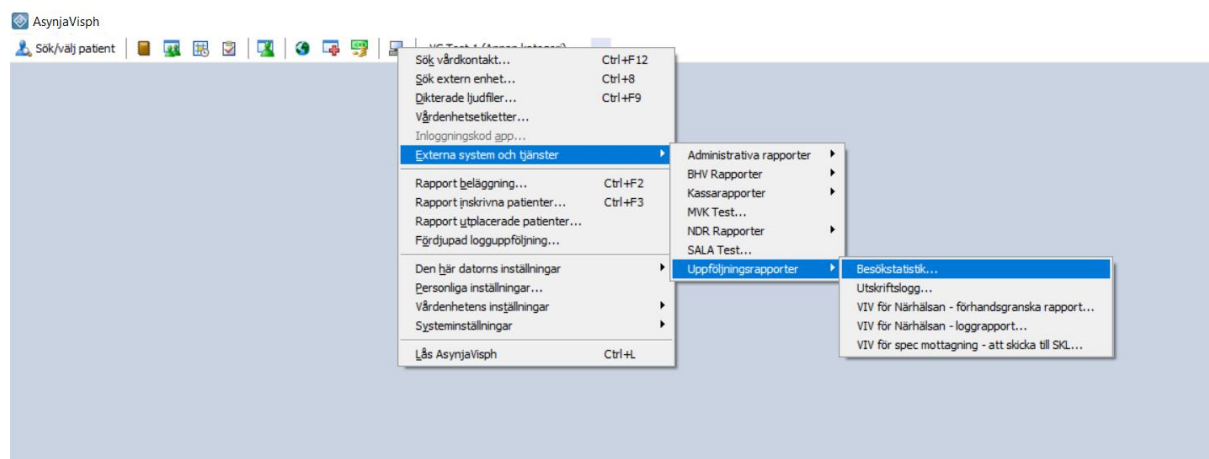 AsynjaVisph
Sök/välj patient
Sök vårdkontakt... Ctrl+F12
Sök extern enhet... Ctrl+8
Dikterade ljudfiler... Ctrl+F9
Vårdenhetsetiketter...
Inloggningskod app...
Externa system och tjänster
Rapport beläggning... Ctrl+F2
Rapport inskrivna patienter... Ctrl+F3
Rapport utplacerade patienter...
Fördjupad logguppföljning...
Den här datorns inställningar
Personliga inställningar...
Vårdenhetens inställningar
Systeminställningar
Lås AsynjaVisph Ctrl+L
Administrativa rapporter
BHV Rapporter
Kassarapporter
MVK Test...
NDR Rapporter
SALA Test...
Uppföljningsrapporter
Besökstatistik...
Utskriftslogg...
VIV för Närhälsan - förhandsgranska rapport...
VIV för Närhälsan - loggrapport...
VIV för spec mottagning - att skicka till SKL...